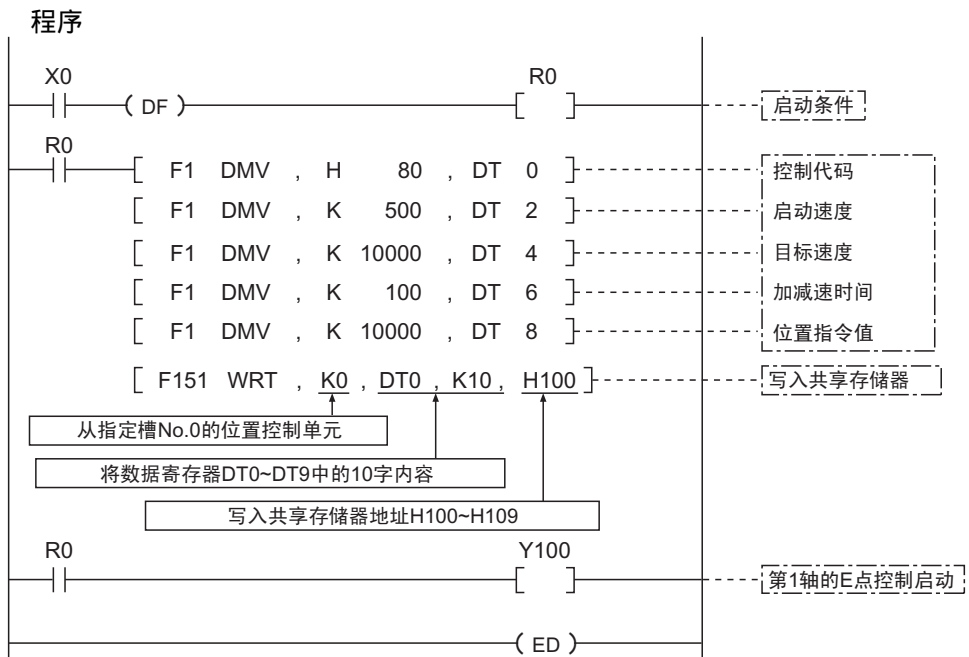 程序
X0 R0
( DF ) [ ] 启动条件
R0
[ F1 DMV , H 80 , DT 0 ] 控制代码
[ F1 DMV , K 500 , DT 2 ] 启动速度
[ F1 DMV , K 10000 , DT 4 ] 目标速度
[ F1 DMV , K 100 , DT 6 ] 加减速时间
[ F1 DMV , K 10000 , DT 8 ] 位置指令值
[ F151 WRT , K0 , DT0 , K10 , H100 ] 写入共享存储器
从指定槽No.0的位置控制单元
将数据寄存器DT0~DT9中的10字内容
写入共享存储器地址H100~H109
R0 Y100
[ ] 第1轴的E点控制启动
( ED )